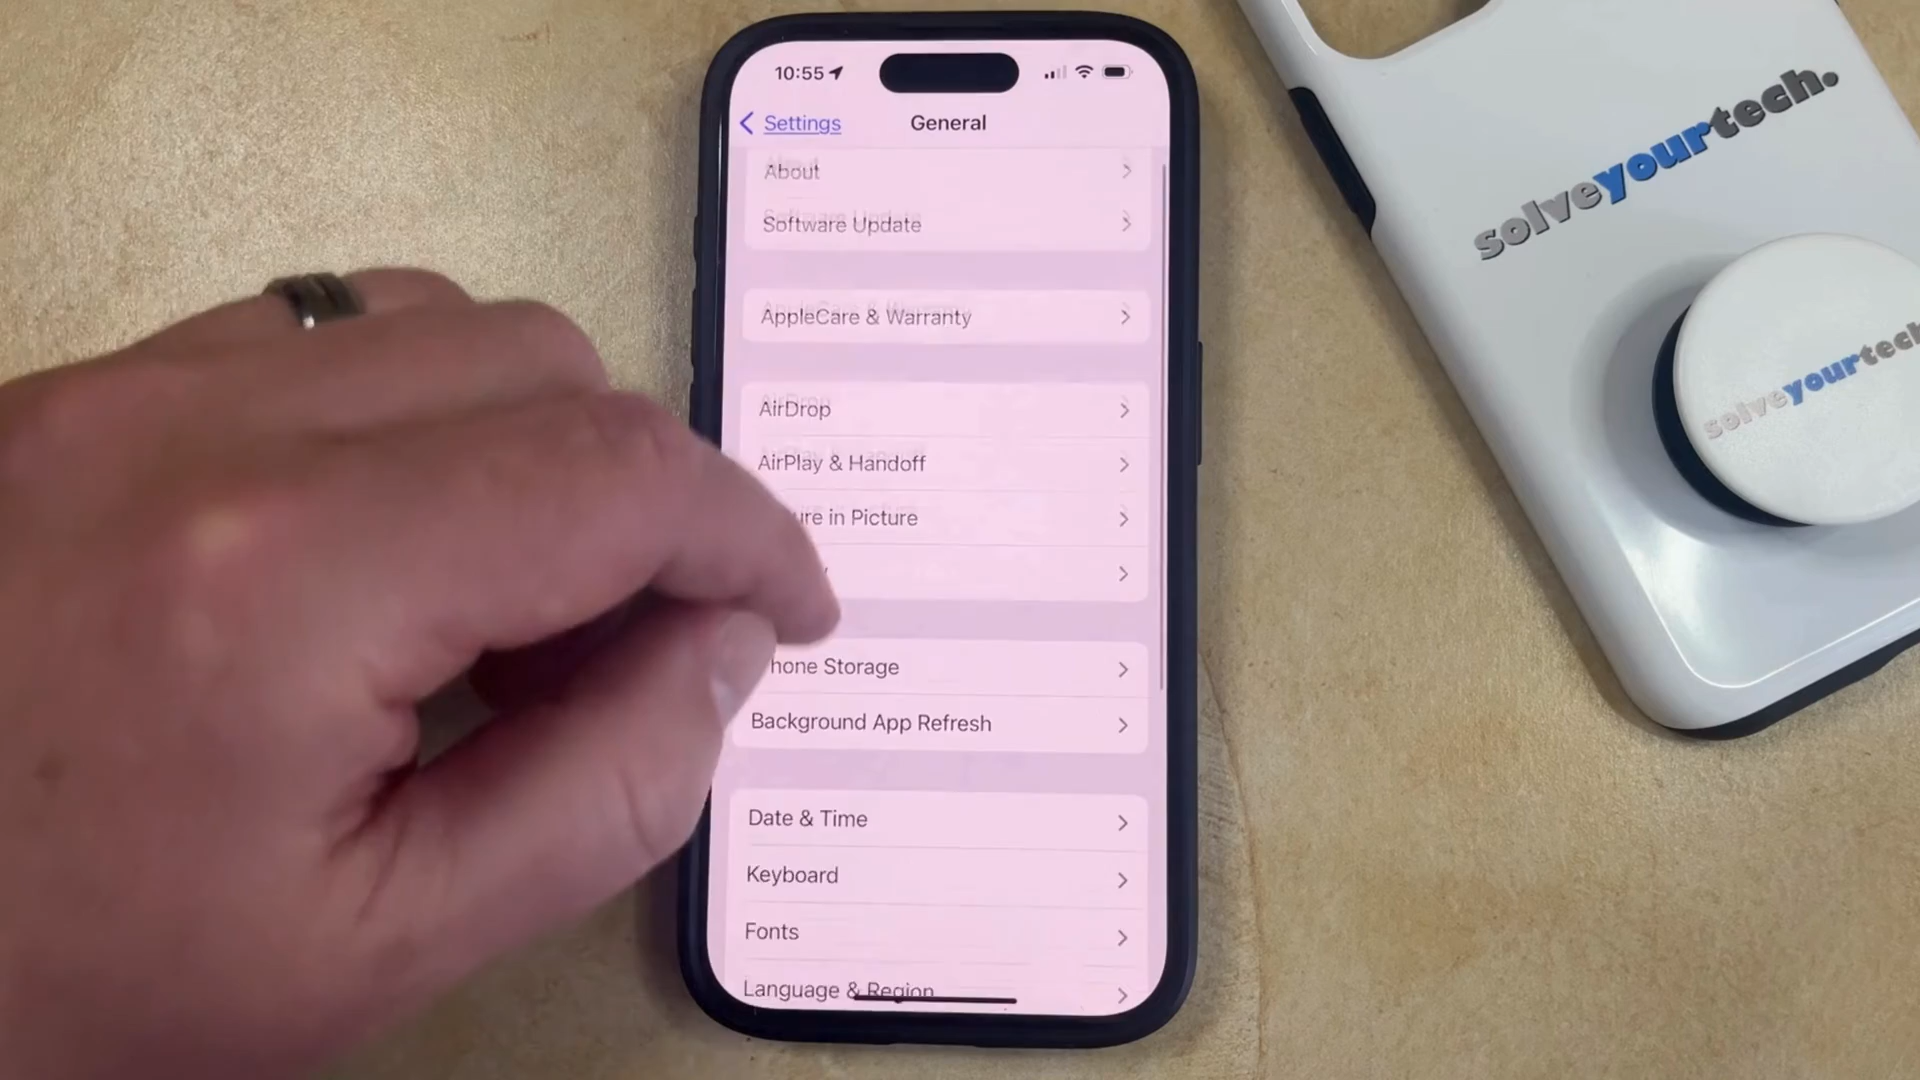 10:55
Settings
General
About
Software Update
AppleCare & Warranty
AirDrop
AirPlay & Handoff
ure in Picture
hone Storage
Background App Refresh
Date & Time
Keyboard
Fonts
Language & Region
solveyourtech.
solveyourtech